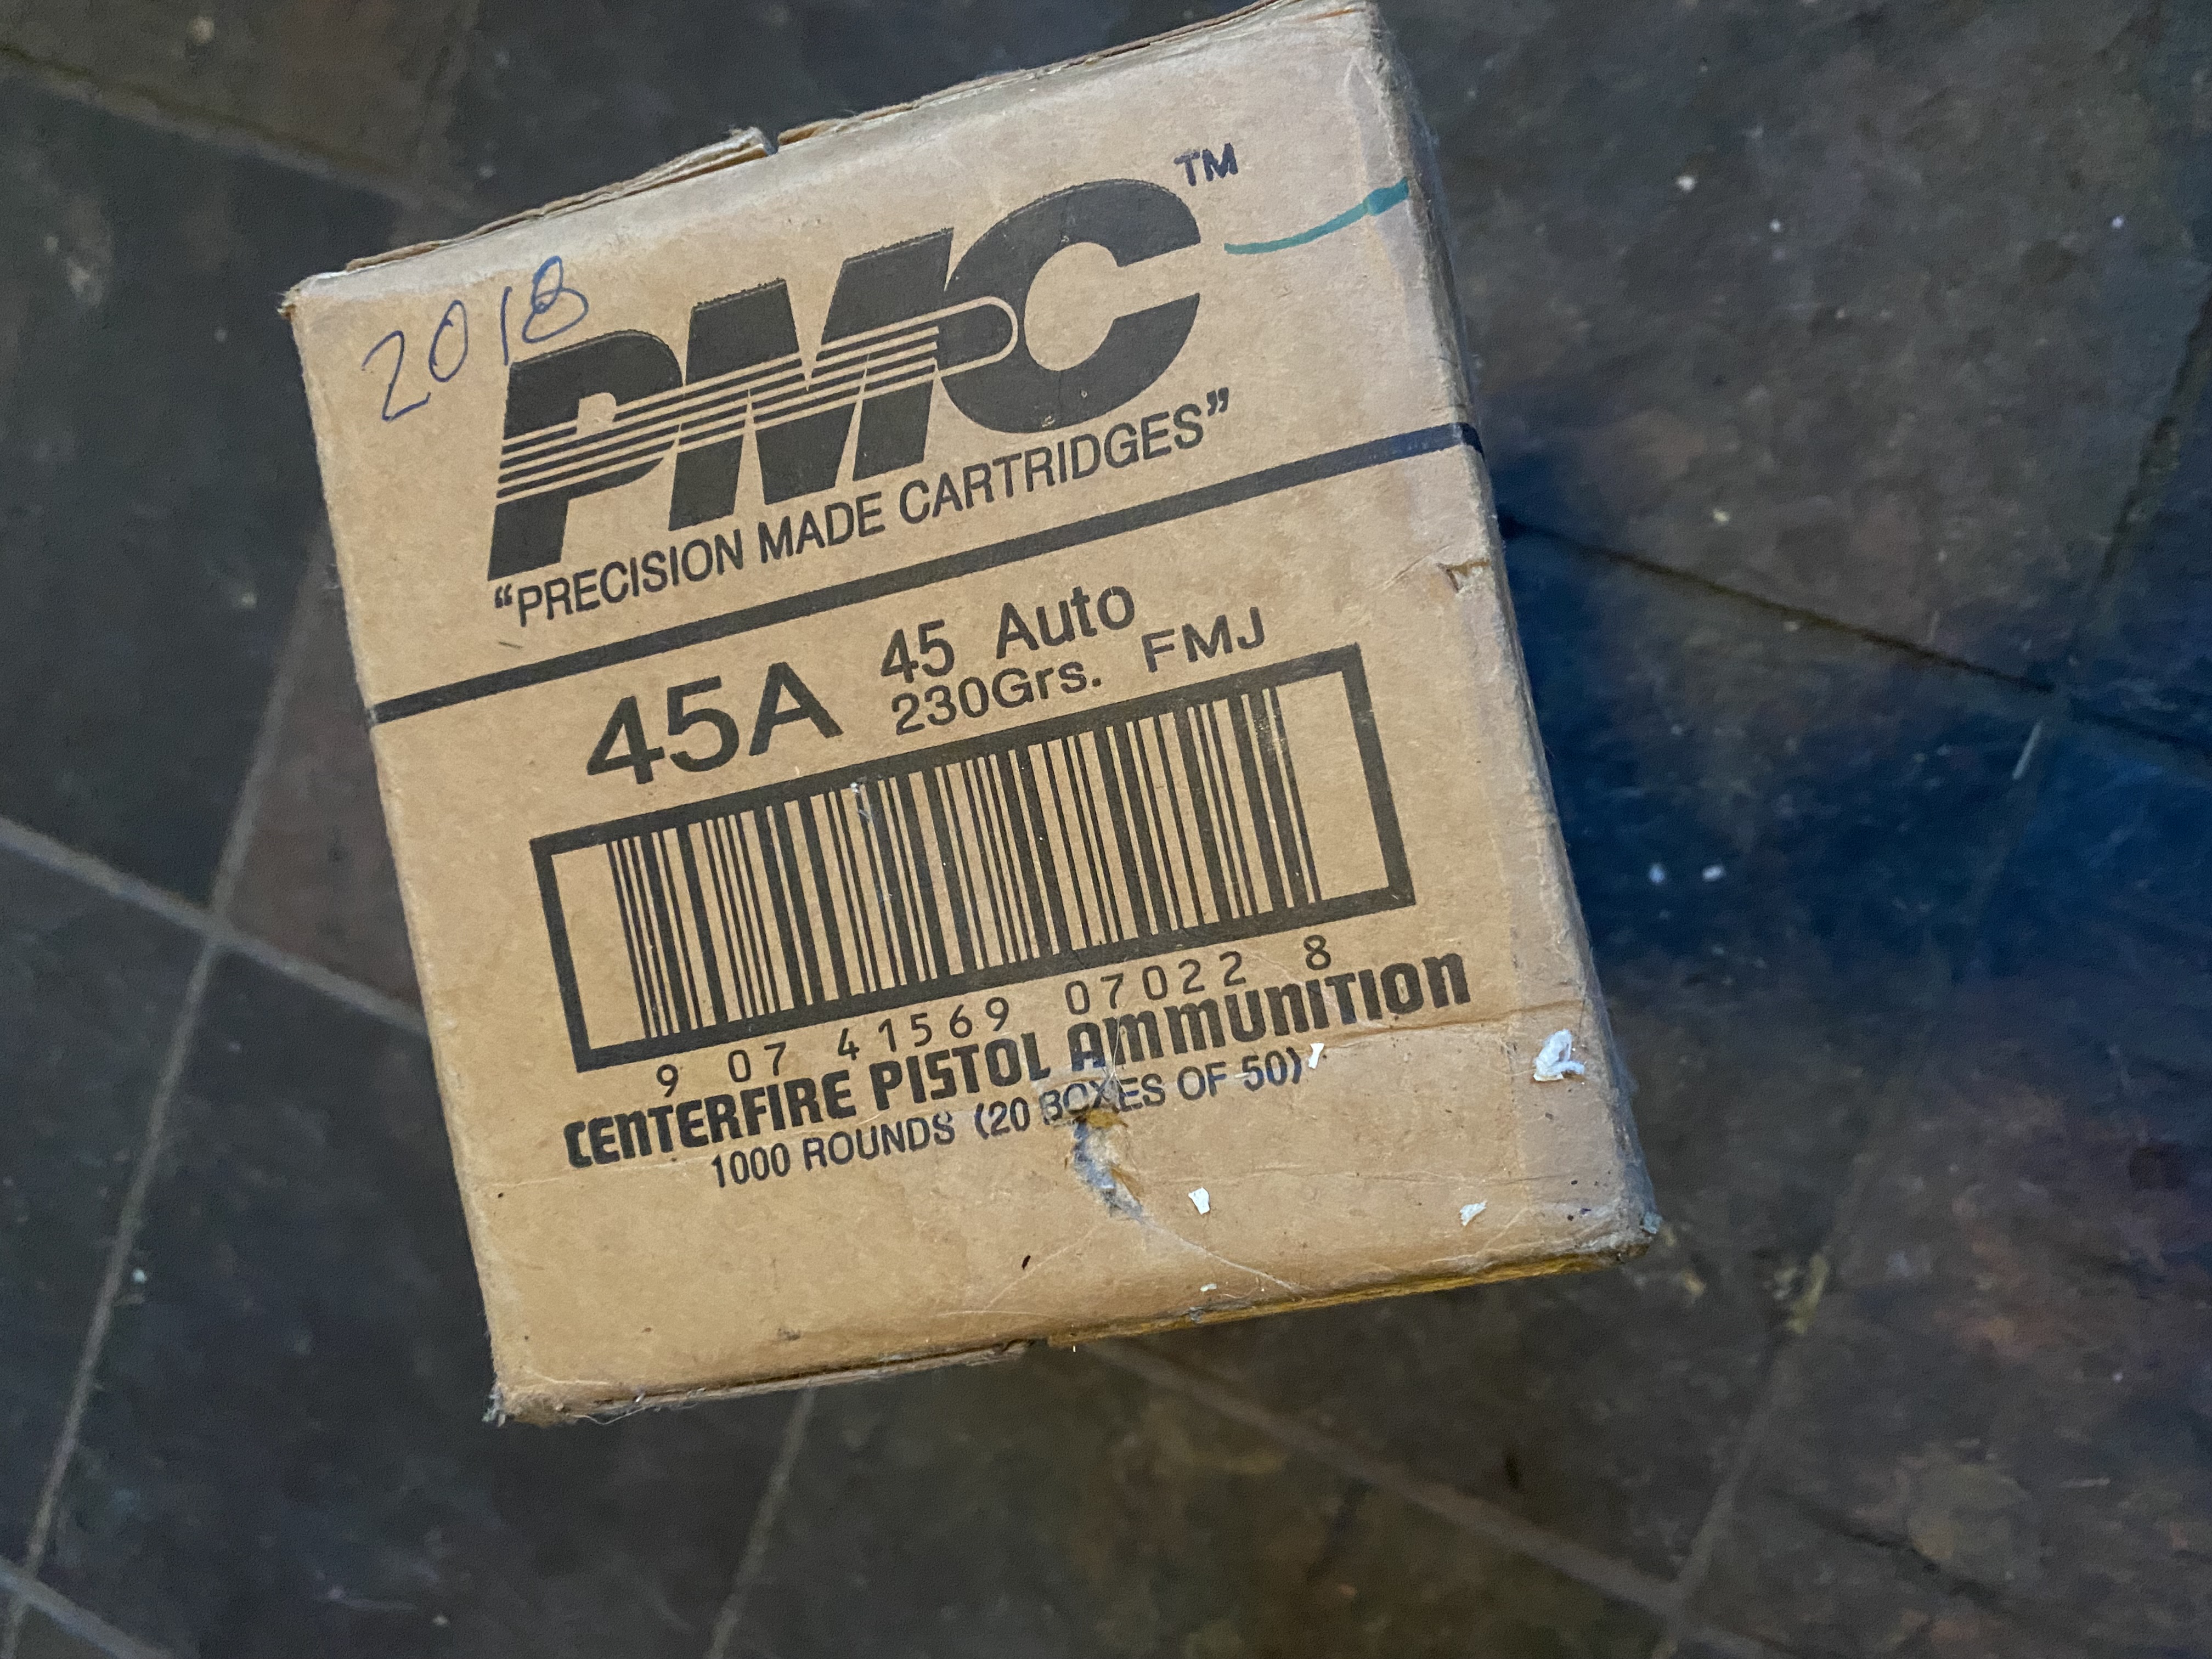 2018
PMC™
“PRECISION MADE CARTRIDGES”
45A
45 Auto
230Grs. FMJ
9 07 41569 07022 8
CENTERFIRE PISTOL AMMUNITION
1000 ROUNDS (20 BOXES OF 50)